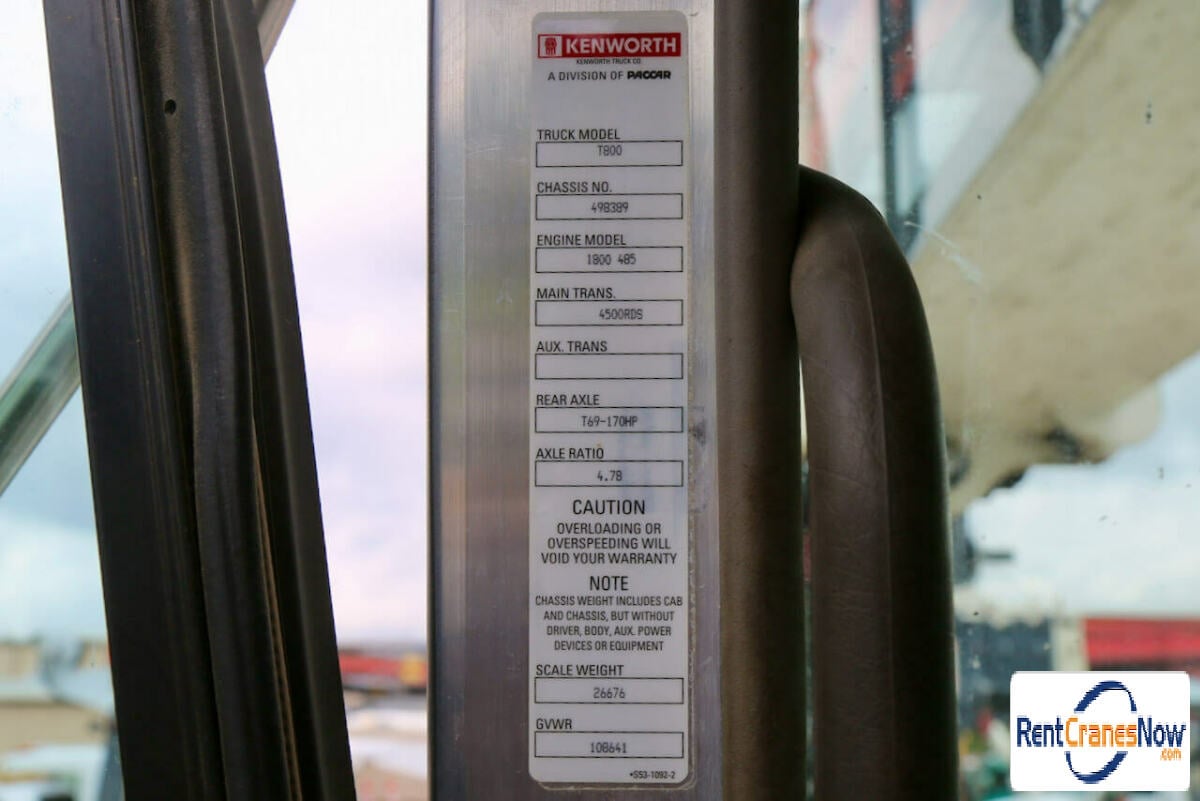 KENWORTH
KENWORTH TRUCK CO.
A DIVISION OF PACCAR
TRUCK MODEL
T800
CHASSIS NO.
498389
ENGINE MODEL
1800 485
MAIN TRANS.
4500RDS
AUX. TRANS
REAR AXLE
T69-170HP
AXLE RATIO
4.78
CAUTION
OVERLOADING OR
OVERSPEEDING WILL
VOID YOUR WARRANTY
NOTE
CHASSIS WEIGHT INCLUDES CAB
AND CHASSIS, BUT WITHOUT
DRIVER, BODY, AUX. POWER
DEVICES OR EQUIPMENT
SCALE WEIGHT
26676
GVWR
108641
•S53-1092-2
RentCranesNow
.com